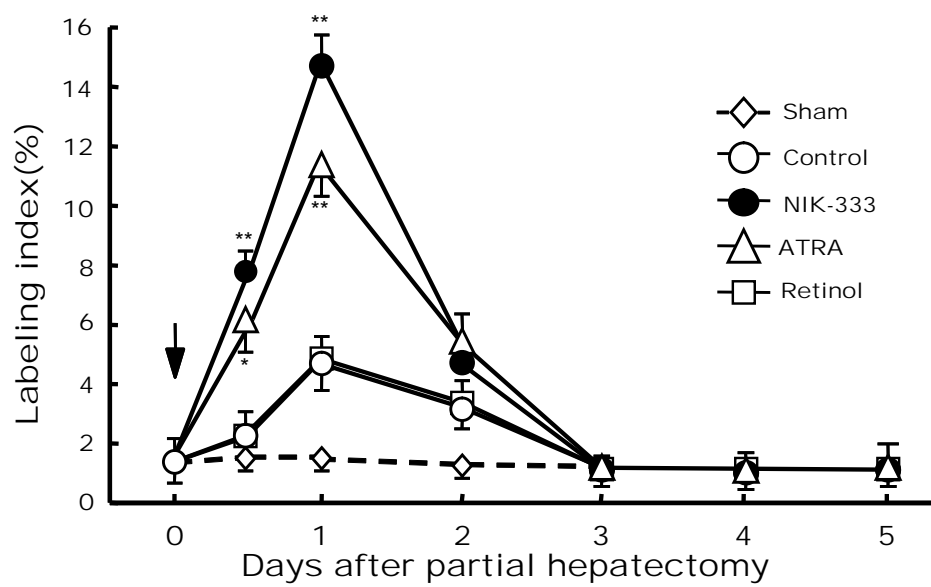 16
14
12
10
8
6
4
2
0
Labeling index(%)
**
**
**
**
*
Sham
Control
NIK-333
ATRA
Retinol
0 1 2 3 4 5
Days after partial hepatectomy